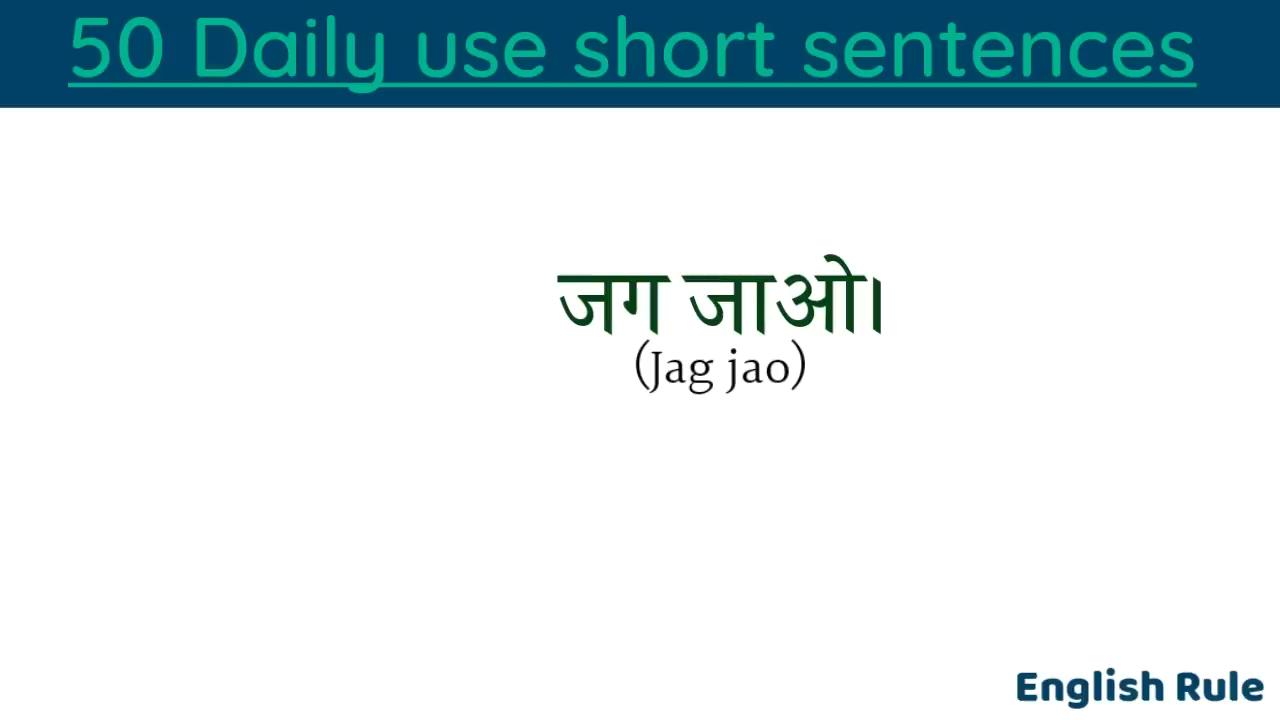 50 Daily use short sentences
जग जाओ।
(Jag jao)
English Rule